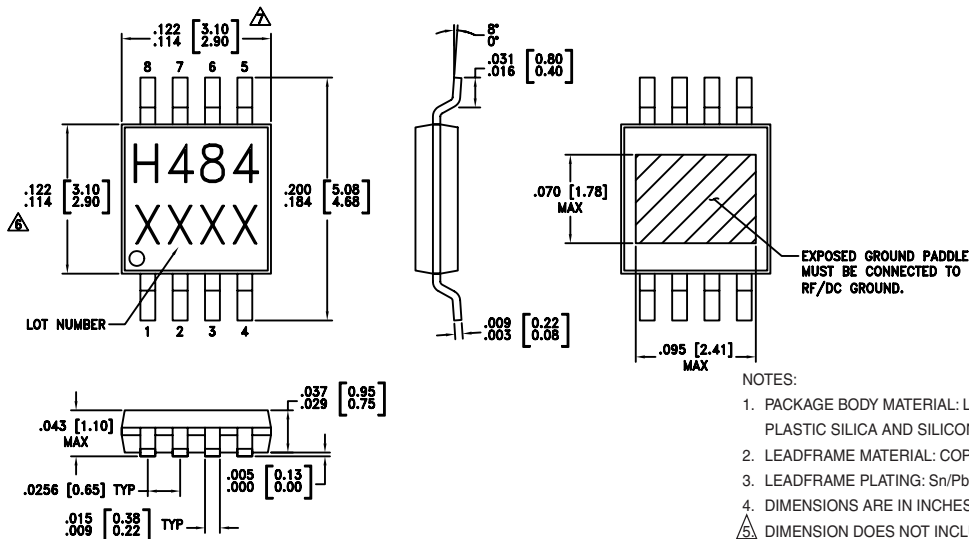 .122 [3.10]
.114 [2.90]
7
8 7 6 5
.122 [3.10]
.114 [2.90]
6
H484
XXXX
.200 [5.08]
.184 [4.68]
LOT NUMBER
1 2 3 4
8°
0°
.031 [0.80]
.016 [0.40]
.009 [0.22]
.003 [0.08]
.070 [1.78]
MAX
EXPOSED GROUND PADDLE
MUST BE CONNECTED TO
RF/DC GROUND.
.095 [2.41]
MAX
.043 [1.10]
MAX
.037 [0.95]
.029 [0.75]
.005 [0.13]
.000 [0.00]
.0256 [0.65] TYP
.015 [0.38] TYP
.009 [0.22]
NOTES:
1. PACKAGE BODY MATERIAL: L
PLASTIC SILICA AND SILICON
2. LEADFRAME MATERIAL: COP
3. LEADFRAME PLATING: Sn/Pb
4. DIMENSIONS ARE IN INCHES
5. DIMENSION DOES NOT INCL